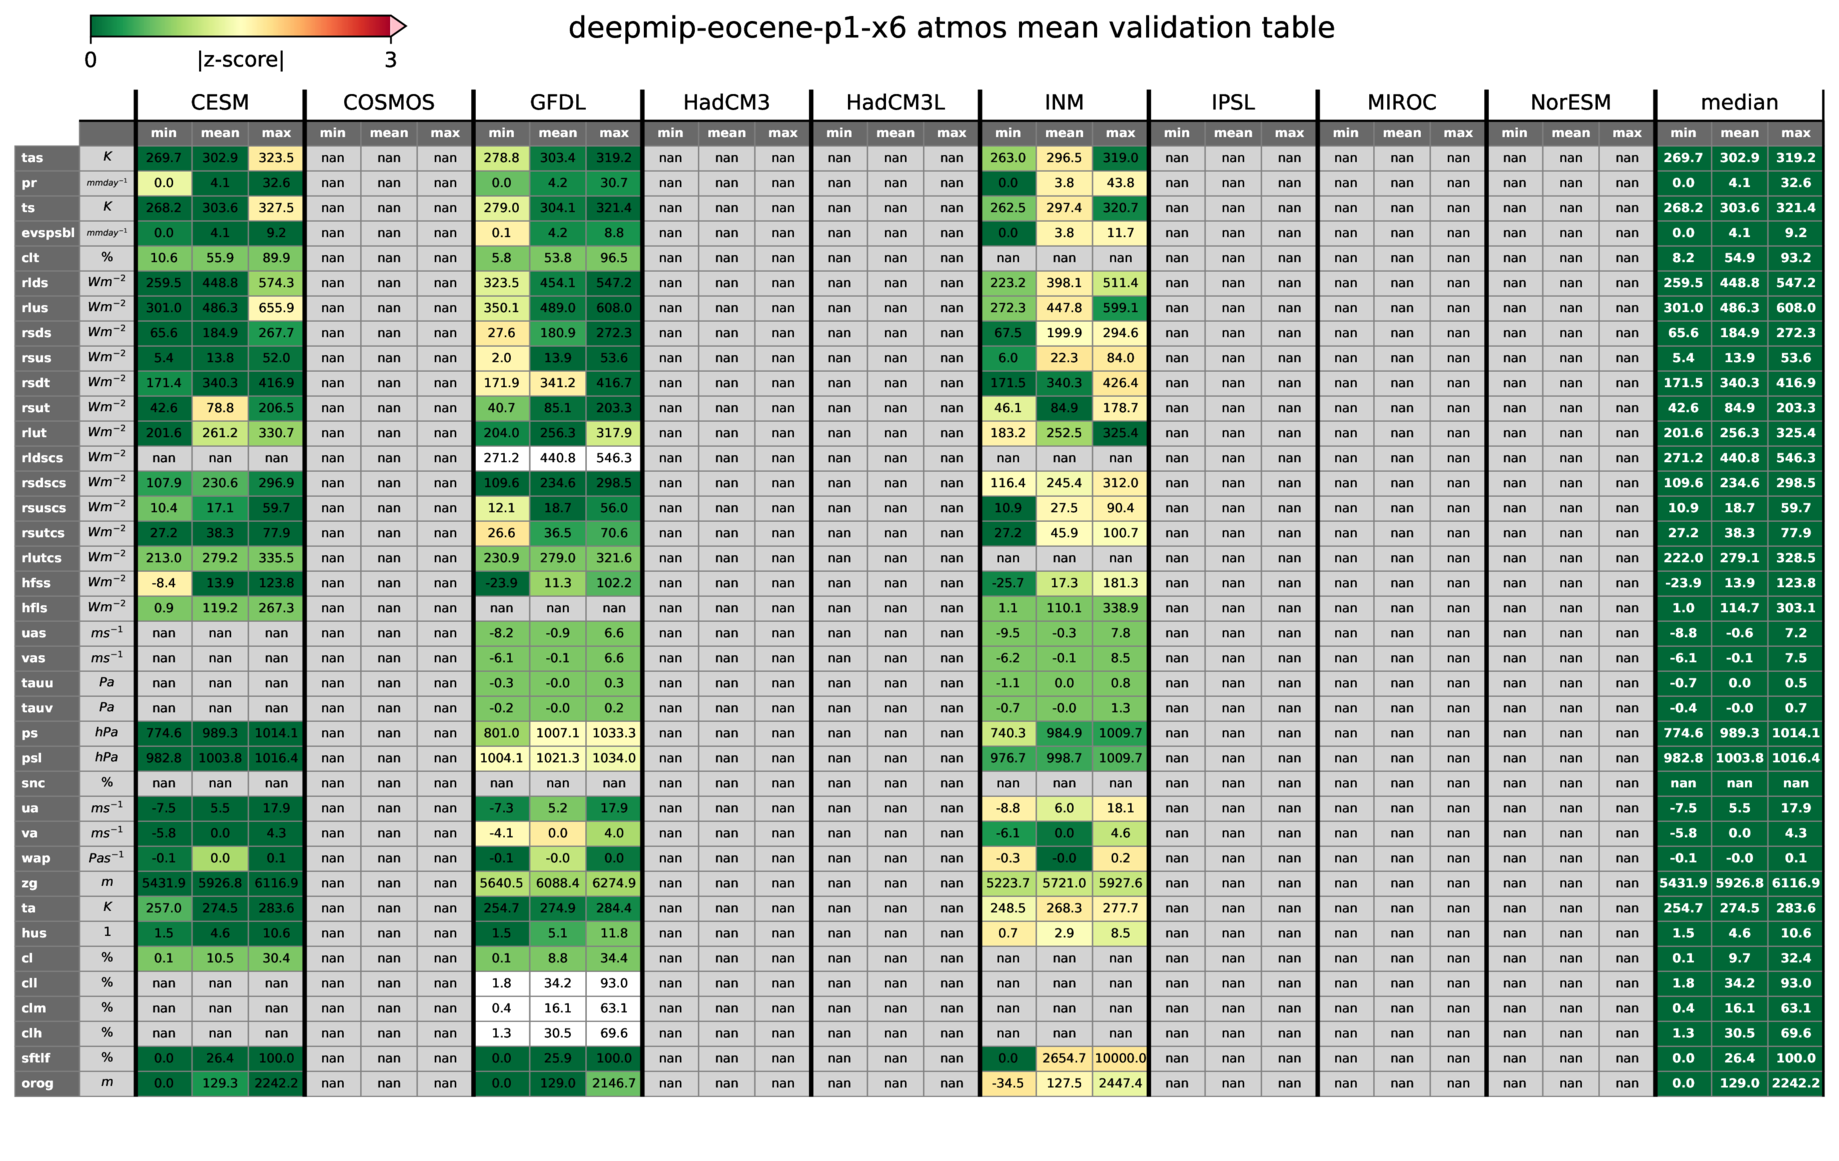 deepmip-eocene-p1-x6 atmos mean validation table
0 |z-score| 3
CESM COSMOS GFDL HadCM3 HadCM3L INM IPSL MIROC NorESM median
min mean max min mean max min mean max min mean max min mean max min mean max min mean max min mean max min mean max min mean max
tas K 269.7 302.9 323.5 nan nan nan 278.8 303.4 319.2 nan nan nan nan nan nan 263.0 296.5 319.0 nan nan nan nan nan nan nan nan nan 269.7 302.9 319.2
pr mmday⁻¹ 0.0 4.1 32.6 nan nan nan 0.0 4.2 30.7 nan nan nan nan nan nan 0.0 3.8 43.8 nan nan nan nan nan nan nan nan nan 0.0 4.1 32.6
ts K 268.2 303.6 327.5 nan nan nan 279.0 304.1 321.4 nan nan nan nan nan nan 262.5 297.4 320.7 nan nan nan nan nan nan nan nan nan 268.2 303.6 321.4
evspsbl mmday⁻¹ 0.0 4.1 9.2 nan nan nan 0.1 4.2 8.8 nan nan nan nan nan nan 0.0 3.8 11.7 nan nan nan nan nan nan nan nan nan 0.0 4.1 9.2
clt % 10.6 55.9 89.9 nan nan nan 5.8 53.8 96.5 nan nan nan nan nan nan nan nan nan nan nan nan nan nan nan nan nan nan 8.2 54.9 93.2
rlds Wm⁻² 259.5 448.8 574.3 nan nan nan 323.5 454.1 547.2 nan nan nan nan nan nan 223.2 398.1 511.4 nan nan nan nan nan nan nan nan nan 259.5 448.8 547.2
rlus Wm⁻² 301.0 486.3 655.9 nan nan nan 350.1 489.0 608.0 nan nan nan nan nan nan 272.3 447.8 599.1 nan nan nan nan nan nan nan nan nan 301.0 486.3 608.0
rsds Wm⁻² 65.6 184.9 267.7 nan nan nan 27.6 180.9 272.3 nan nan nan nan nan nan 67.5 199.9 294.6 nan nan nan nan nan nan nan nan nan 65.6 184.9 272.3
rsus Wm⁻² 5.4 13.8 52.0 nan nan nan 2.0 13.9 53.6 nan nan nan nan nan nan 6.0 22.3 84.0 nan nan nan nan nan nan nan nan nan 5.4 13.9 53.6
rsdt Wm⁻² 171.4 340.3 416.9 nan nan nan 171.9 341.2 416.7 nan nan nan nan nan nan 171.5 340.3 426.4 nan nan nan nan nan nan nan nan nan 171.5 340.3 416.9
rsut Wm⁻² 42.6 78.8 206.5 nan nan nan 40.7 85.1 203.3 nan nan nan nan nan nan 46.1 84.9 178.7 nan nan nan nan nan nan nan nan nan 42.6 84.9 203.3
rlut Wm⁻² 201.6 261.2 330.7 nan nan nan 204.0 256.3 317.9 nan nan nan nan nan nan 183.2 252.5 325.4 nan nan nan nan nan nan nan nan nan 201.6 256.3 325.4
rldscs Wm⁻² nan nan nan nan nan nan 271.2 440.8 546.3 nan nan nan nan nan nan nan nan nan nan nan nan nan nan nan nan nan nan 271.2 440.8 546.3
rsdscs Wm⁻² 107.9 230.6 296.9 nan nan nan 109.6 234.6 298.5 nan nan nan nan nan nan 116.4 245.4 312.0 nan nan nan nan nan nan nan nan nan 109.6 234.6 298.5
rsuscs Wm⁻² 10.4 17.1 59.7 nan nan nan 12.1 18.7 56.0 nan nan nan nan nan nan 10.9 27.5 90.4 nan nan nan nan nan nan nan nan nan 10.9 18.7 59.7
rsutcs Wm⁻² 27.2 38.3 77.9 nan nan nan 26.6 36.5 70.6 nan nan nan nan nan nan 27.2 45.9 100.7 nan nan nan nan nan nan nan nan nan 27.2 38.3 77.9
rlutcs Wm⁻² 213.0 279.2 335.5 nan nan nan 230.9 279.0 321.6 nan nan nan nan nan nan nan nan nan nan nan nan nan nan nan nan nan nan 222.0 279.1 328.5
hfss Wm⁻² -8.4 13.9 123.8 nan nan nan -23.9 11.3 102.2 nan nan nan nan nan nan -25.7 17.3 181.3 nan nan nan nan nan nan nan nan nan -23.9 13.9 123.8
hfls Wm⁻² 0.9 119.2 267.3 nan nan nan nan nan nan nan nan nan nan nan nan 1.1 110.1 338.9 nan nan nan nan nan nan nan nan nan 1.0 114.7 303.1
uas ms⁻¹ nan nan nan nan nan nan -8.2 -0.9 6.6 nan nan nan nan nan nan -9.5 -0.3 7.8 nan nan nan nan nan nan nan nan nan -8.8 -0.6 7.2
vas ms⁻¹ nan nan nan nan nan nan -6.1 -0.1 6.6 nan nan nan nan nan nan -6.2 -0.1 8.5 nan nan nan nan nan nan nan nan nan -6.1 -0.1 7.5
tauu Pa nan nan nan nan nan nan -0.3 -0.0 0.3 nan nan nan nan nan nan -1.1 0.0 0.8 nan nan nan nan nan nan nan nan nan -0.7 0.0 0.5
tauv Pa nan nan nan nan nan nan -0.2 -0.0 0.2 nan nan nan nan nan nan -0.7 -0.0 1.3 nan nan nan nan nan nan nan nan nan -0.4 -0.0 0.7
ps hPa 774.6 989.3 1014.1 nan nan nan 801.0 1007.1 1033.3 nan nan nan nan nan nan 740.3 984.9 1009.7 nan nan nan nan nan nan nan nan nan 774.6 989.3 1014.1
psl hPa 982.8 1003.8 1016.4 nan nan nan 1004.1 1021.3 1034.0 nan nan nan nan nan nan 976.7 998.7 1009.7 nan nan nan nan nan nan nan nan nan 982.8 1003.8 1016.4
snc % nan nan nan nan nan nan nan nan nan nan nan nan nan nan nan nan nan nan nan nan nan nan nan nan nan nan nan nan nan nan
ua ms⁻¹ -7.5 5.5 17.9 nan nan nan -7.3 5.2 17.9 nan nan nan nan nan nan -8.8 6.0 18.1 nan nan nan nan nan nan nan nan nan -7.5 5.5 17.9
va ms⁻¹ -5.8 0.0 4.3 nan nan nan -4.1 0.0 4.0 nan nan nan nan nan nan -6.1 0.0 4.6 nan nan nan nan nan nan nan nan nan -5.8 0.0 4.3
wap Pas⁻¹ -0.1 0.0 0.1 nan nan nan -0.1 -0.0 0.0 nan nan nan nan nan nan -0.3 -0.0 0.2 nan nan nan nan nan nan nan nan nan -0.1 -0.0 0.1
zg m 5431.9 5926.8 6116.9 nan nan nan 5640.5 6088.4 6274.9 nan nan nan nan nan nan 5223.7 5721.0 5927.6 nan nan nan nan nan nan nan nan nan 5431.9 5926.8 6116.9
ta K 257.0 274.5 283.6 nan nan nan 254.7 274.9 284.4 nan nan nan nan nan nan 248.5 268.3 277.7 nan nan nan nan nan nan nan nan nan 254.7 274.5 283.6
hus 1 1.5 4.6 10.6 nan nan nan 1.5 5.1 11.8 nan nan nan nan nan nan 0.7 2.9 8.5 nan nan nan nan nan nan nan nan nan 1.5 4.6 10.6
cl % 0.1 10.5 30.4 nan nan nan 0.1 8.8 34.4 nan nan nan nan nan nan nan nan nan nan nan nan nan nan nan nan nan nan 0.1 9.7 32.4
cll % nan nan nan nan nan nan 1.8 34.2 93.0 nan nan nan nan nan nan nan nan nan nan nan nan nan nan nan nan nan nan 1.8 34.2 93.0
clm % nan nan nan nan nan nan 0.4 16.1 63.1 nan nan nan nan nan nan nan nan nan nan nan nan nan nan nan nan nan nan 0.4 16.1 63.1
clh % nan nan nan nan nan nan 1.3 30.5 69.6 nan nan nan nan nan nan nan nan nan nan nan nan nan nan nan nan nan nan 1.3 30.5 69.6
sftlf % 0.0 26.4 100.0 nan nan nan 0.0 25.9 100.0 nan nan nan nan nan nan 0.0 2654.7 10000.0 nan nan nan nan nan nan nan nan nan 0.0 26.4 100.0
orog m 0.0 129.3 2242.2 nan nan nan 0.0 129.0 2146.7 nan nan nan nan nan nan -34.5 127.5 2447.4 nan nan nan nan nan nan nan nan nan 0.0 129.0 2242.2